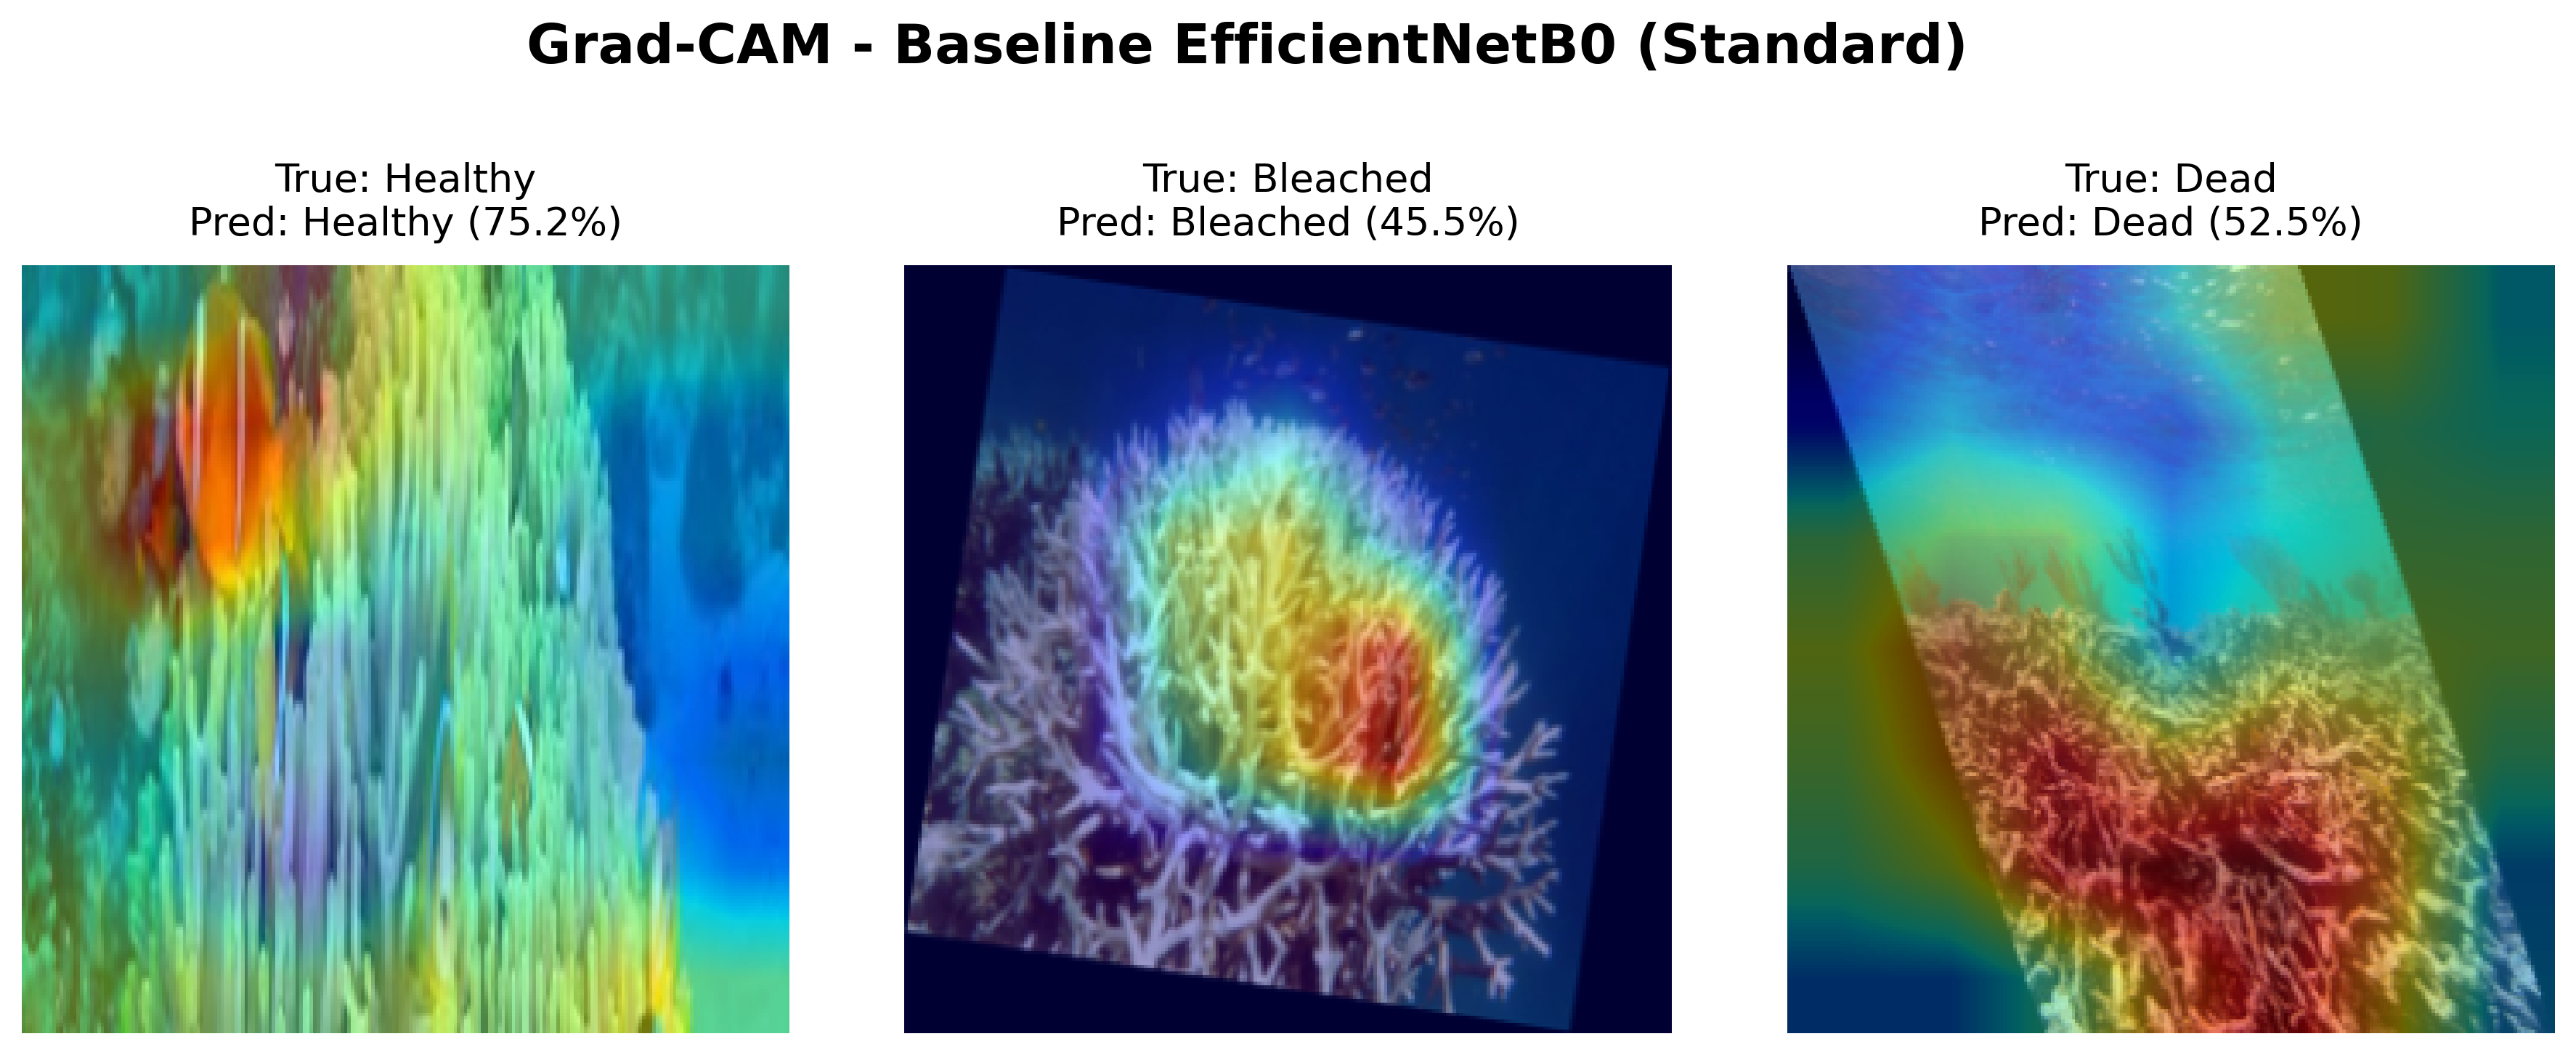 Grad-CAM - Baseline EfficientNetB0 (Standard)
True: Healthy
Pred: Healthy (75.2%)
True: Bleached
Pred: Bleached (45.5%)
True: Dead
Pred: Dead (52.5%)